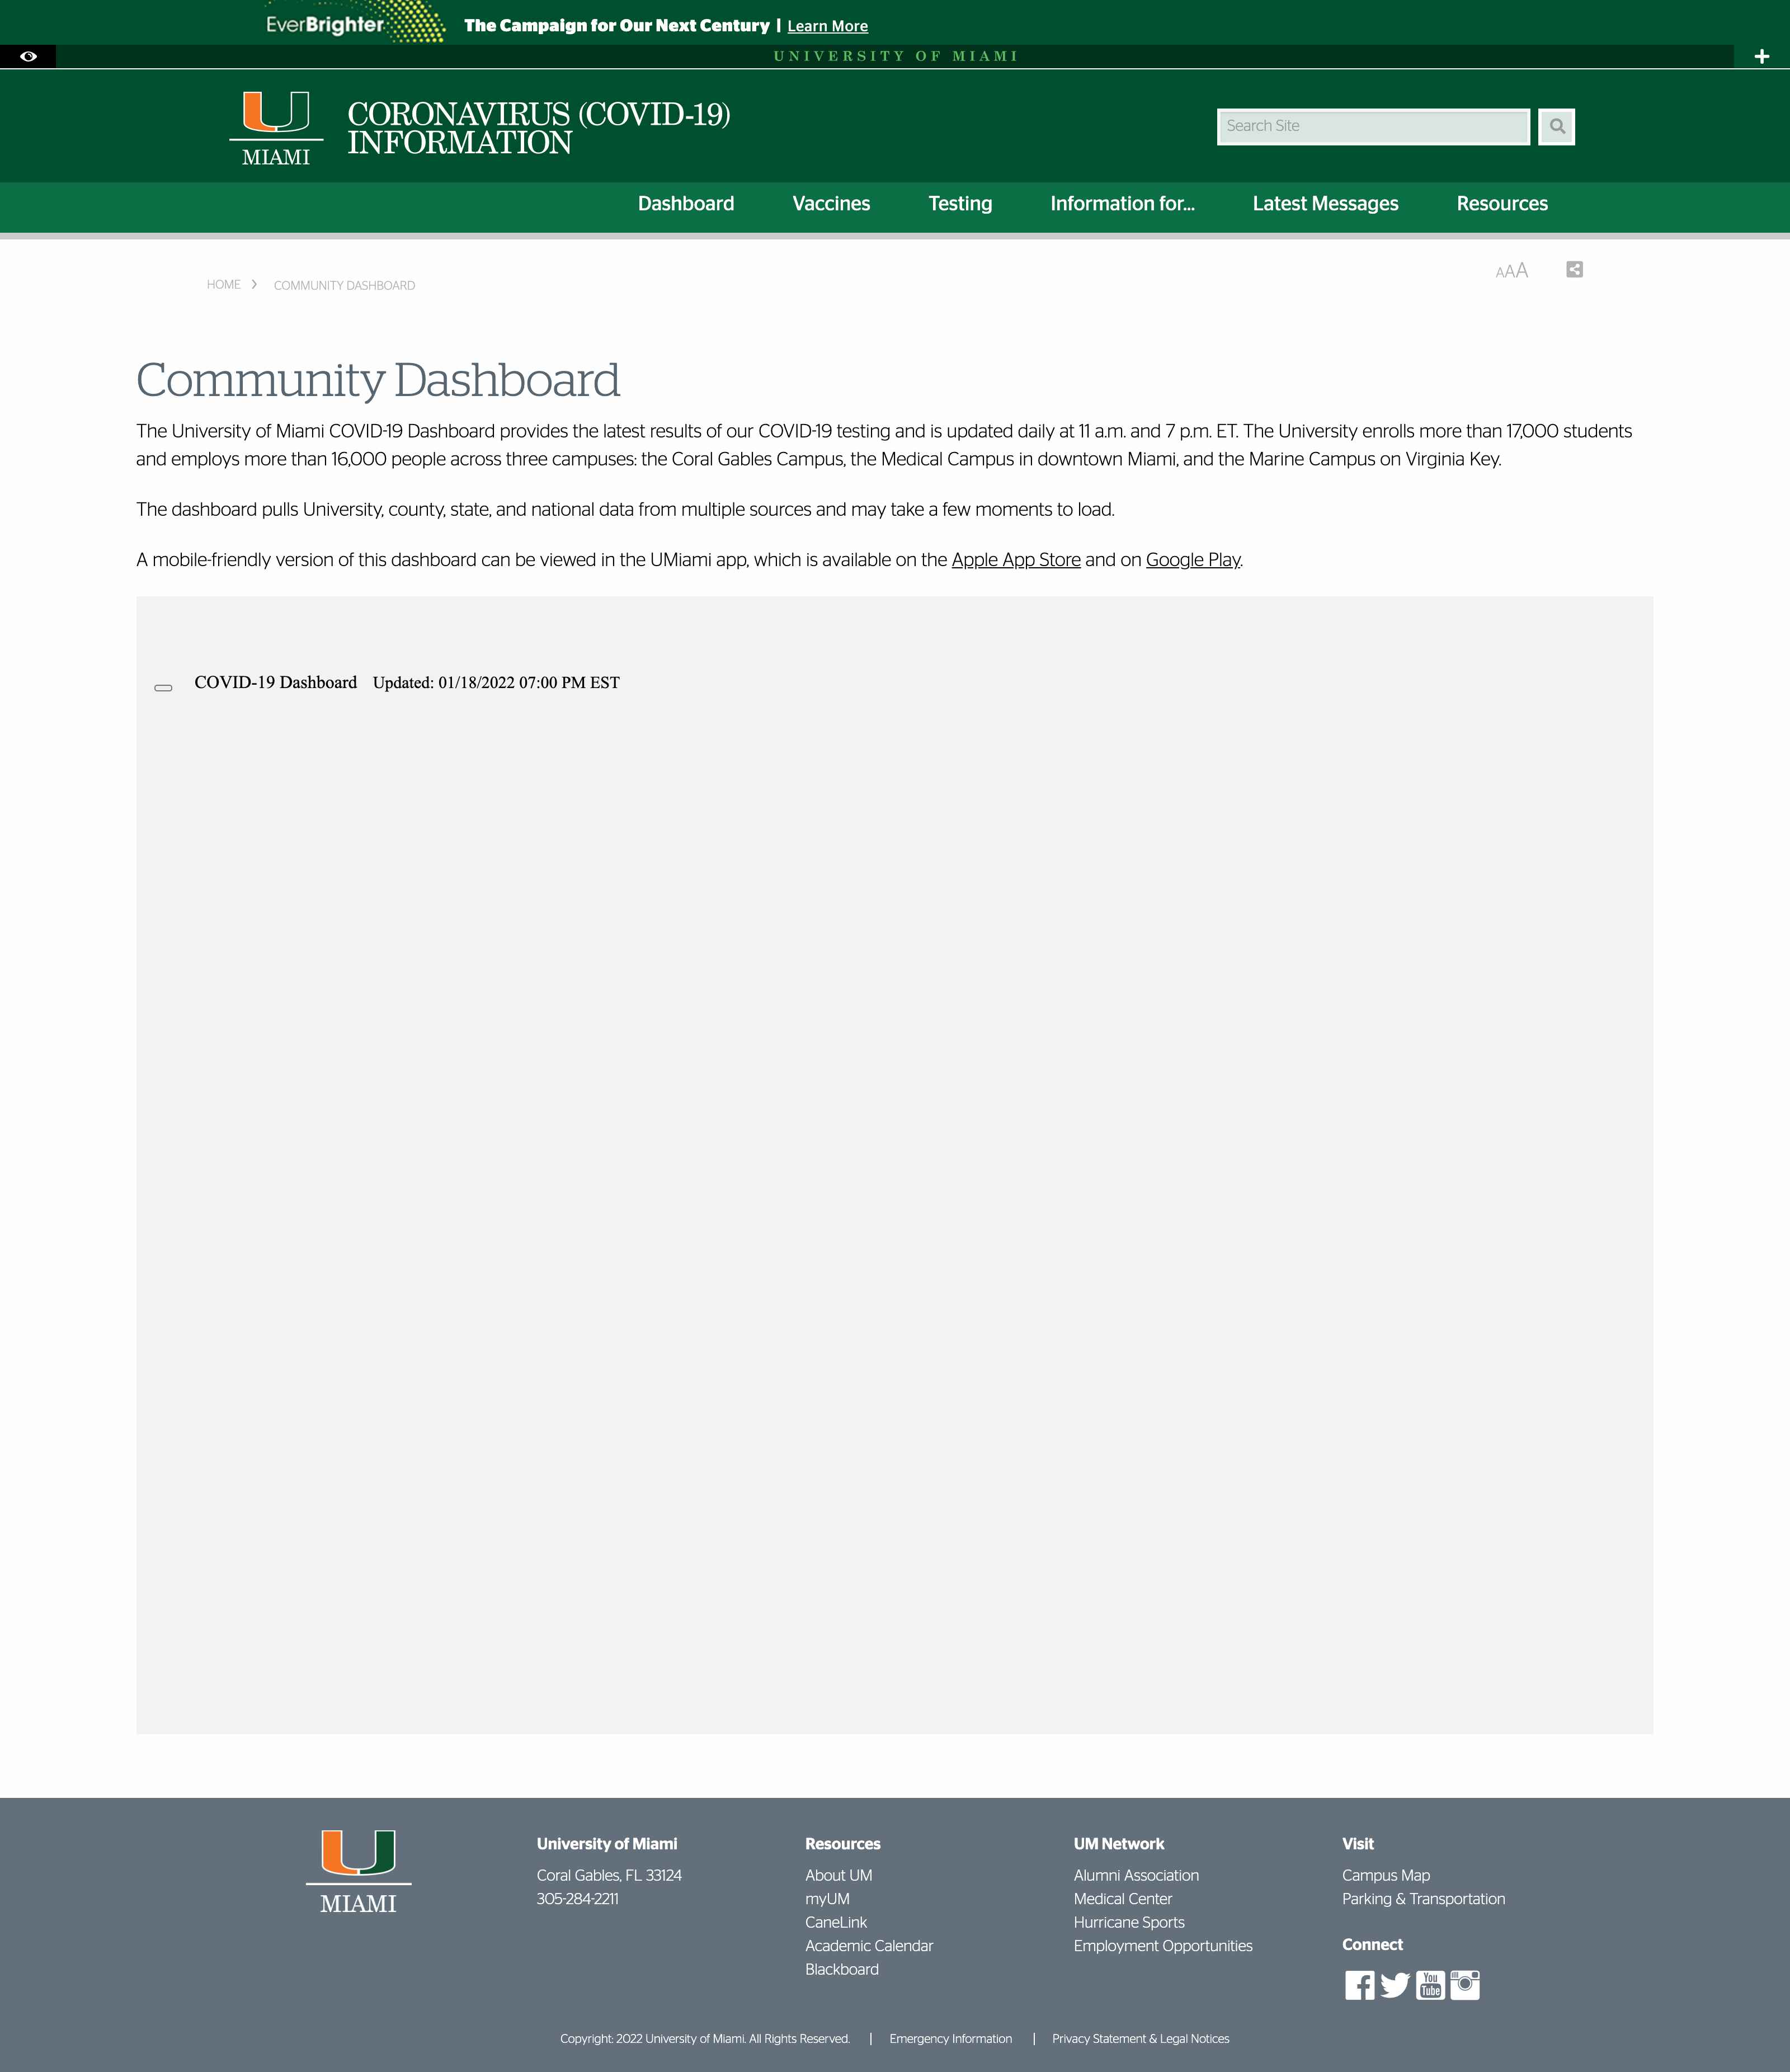 EverBrighter The Campaign for Our Next Century | Learn More
UNIVERSITY OF MIAMI
MIAMI
CORONAVIRUS (COVID-19)
INFORMATION
Search Site
Dashboard Vaccines Testing Information for... Latest Messages Resources
HOME COMMUNITY DASHBOARD
AAA
Community Dashboard
The University of Miami COVID-19 Dashboard provides the latest results of our COVID-19 testing and is updated daily at 11 a.m. and 7 p.m. ET. The University enrolls more than 17,000 students
and employs more than 16,000 people across three campuses: the Coral Gables Campus, the Medical Campus in downtown Miami, and the Marine Campus on Virginia Key.
The dashboard pulls University, county, state, and national data from multiple sources and may take a few moments to load.
A mobile-friendly version of this dashboard can be viewed in the UMiami app, which is available on the Apple App Store and on Google Play.
COVID-19 Dashboard Updated: 01/18/2022 07:00 PM EST
MIAMI
University of Miami
Coral Gables, FL 33124
305-284-2211
Resources
About UM
myUM
CaneLink
Academic Calendar
Blackboard
UM Network
Alumni Association
Medical Center
Hurricane Sports
Employment Opportunities
Visit
Campus Map
Parking & Transportation
Connect
You
Tube
Copyright: 2022 University of Miami. All Rights Reserved. | Emergency Information | Privacy Statement & Legal Notices